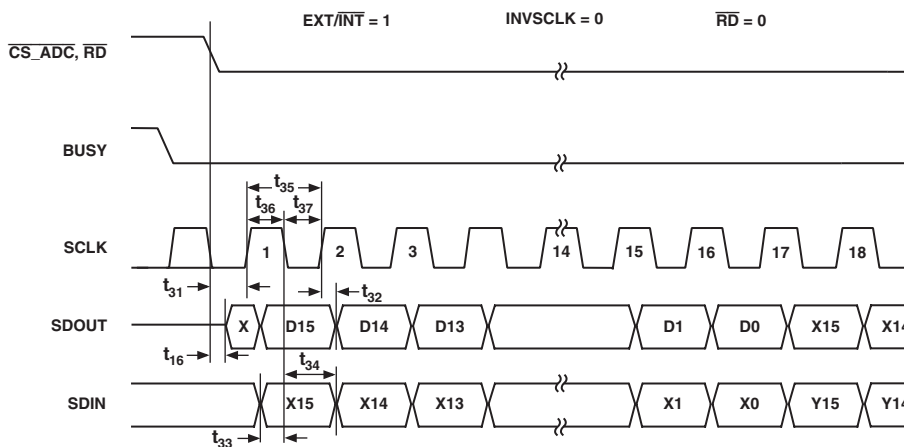 EXT/INT = 1 INVSCLK = 0 RD = 0
CS_ADC, RD
BUSY
t35
t36 t37
SCLK 1 2 3 14 15 16 17 18
t31 t32
SDOUT X D15 D14 D13 D1 D0 X15 X14
t16 t34
SDIN X15 X14 X13 X1 X0 Y15 Y14
t33